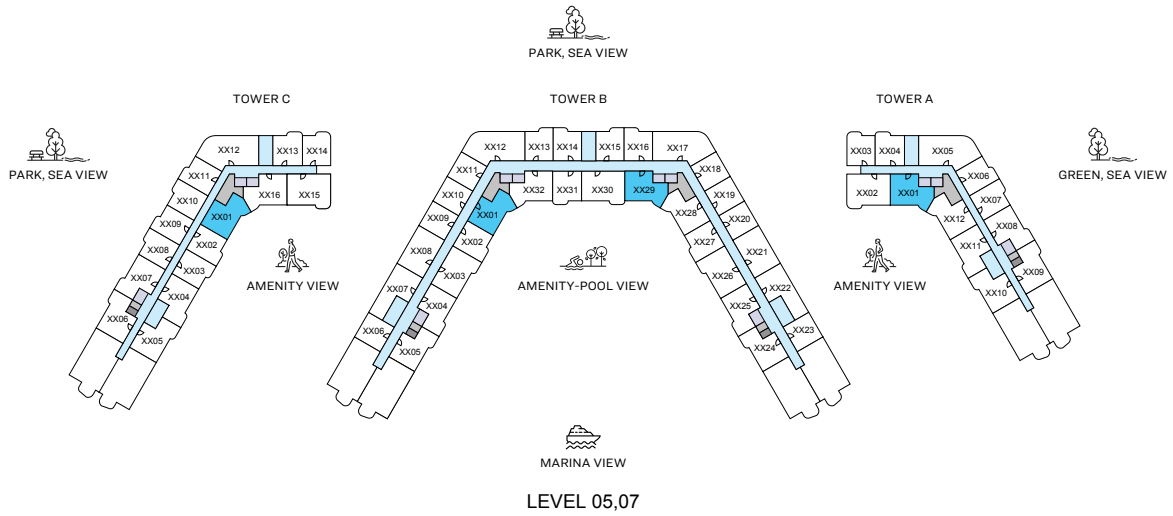 PARK, SEA VIEW
TOWER C
TOWER B
TOWER A
PARK, SEA VIEW
GREEN, SEA VIEW
XX12
XX13
XX14
XX11
XX10
XX09
XX08
XX07
XX06
XX05
XX04
XX03
XX02
XX01
XX16
XX15
AMENITY VIEW
XX12
XX13
XX14
XX15
XX16
XX17
XX11
XX10
XX09
XX08
XX07
XX06
XX05
XX04
XX03
XX02
XX01
XX32
XX31
XX30
XX29
XX28
XX27
XX26
XX25
XX24
XX23
XX22
XX21
XX20
XX19
XX18
AMENITY-POOL VIEW
XX03
XX04
XX05
XX02
XX01
XX06
XX07
XX08
XX09
XX10
XX11
XX12
AMENITY VIEW
MARINA VIEW
LEVEL 05,07